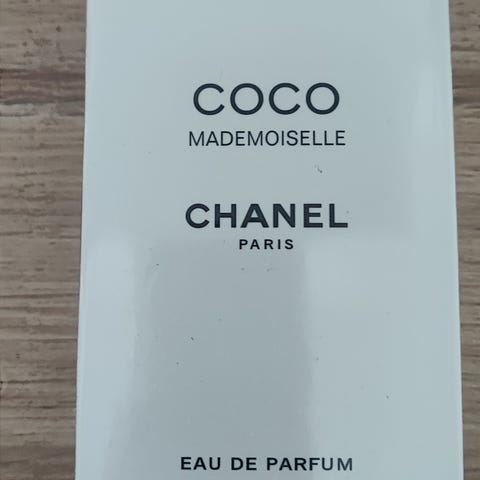 COCO
MADEMOISELLE
CHANEL
PARIS
EAU DE PARFUM